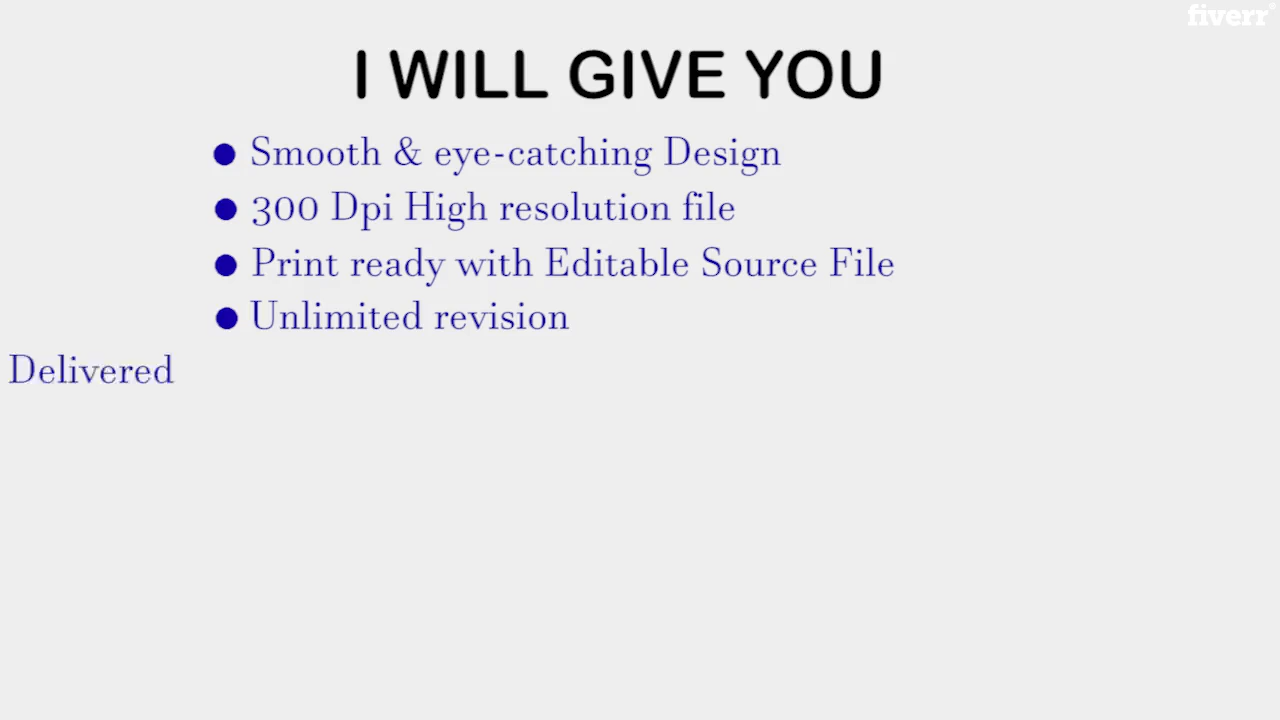 fiverr®
I WILL GIVE YOU
● Smooth & eye-catching Design
● 300 Dpi High resolution file
● Print ready with Editable Source File
● Unlimited revision
Delivered